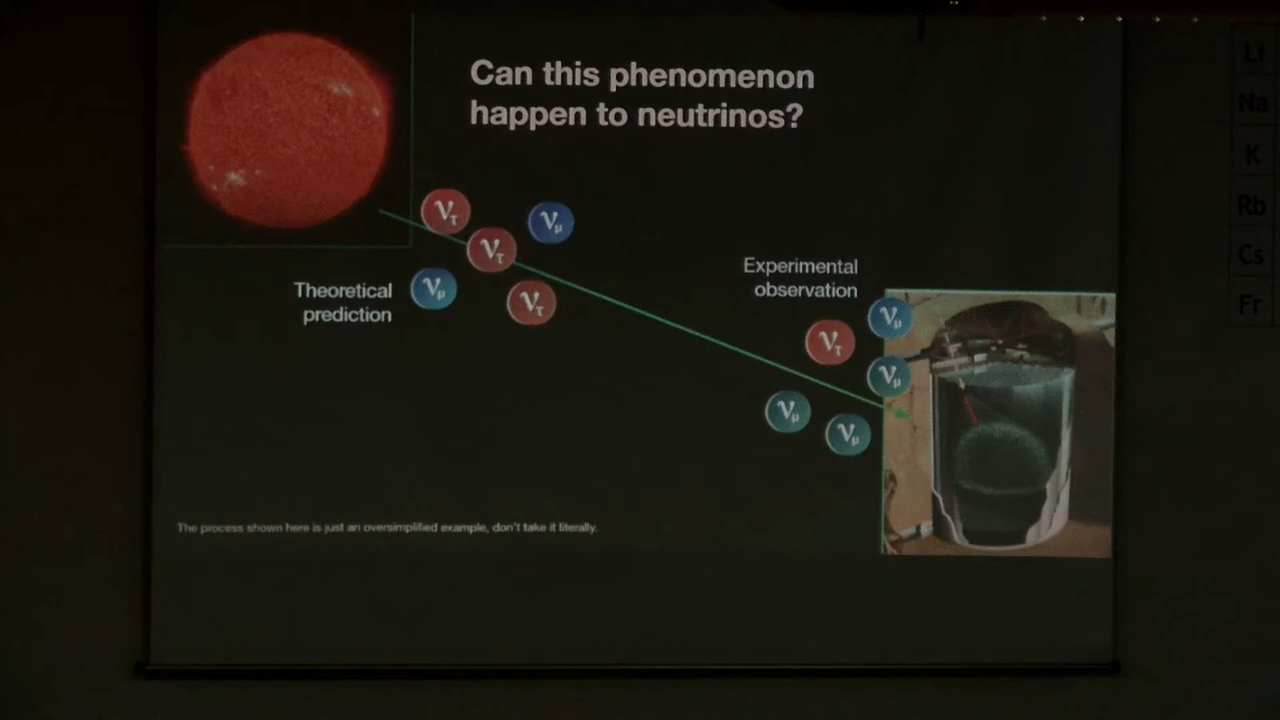 Can this phenomenon
happen to neutrinos?
ντ
νμ
ντ
νμ
ντ
Theoretical
prediction
Experimental
observation
νμ
ντ
νμ
νμ
νμ
The process shown here is just an oversimplified example, don't take it literally.
Li
Na
K
Rb
Cs
Fr